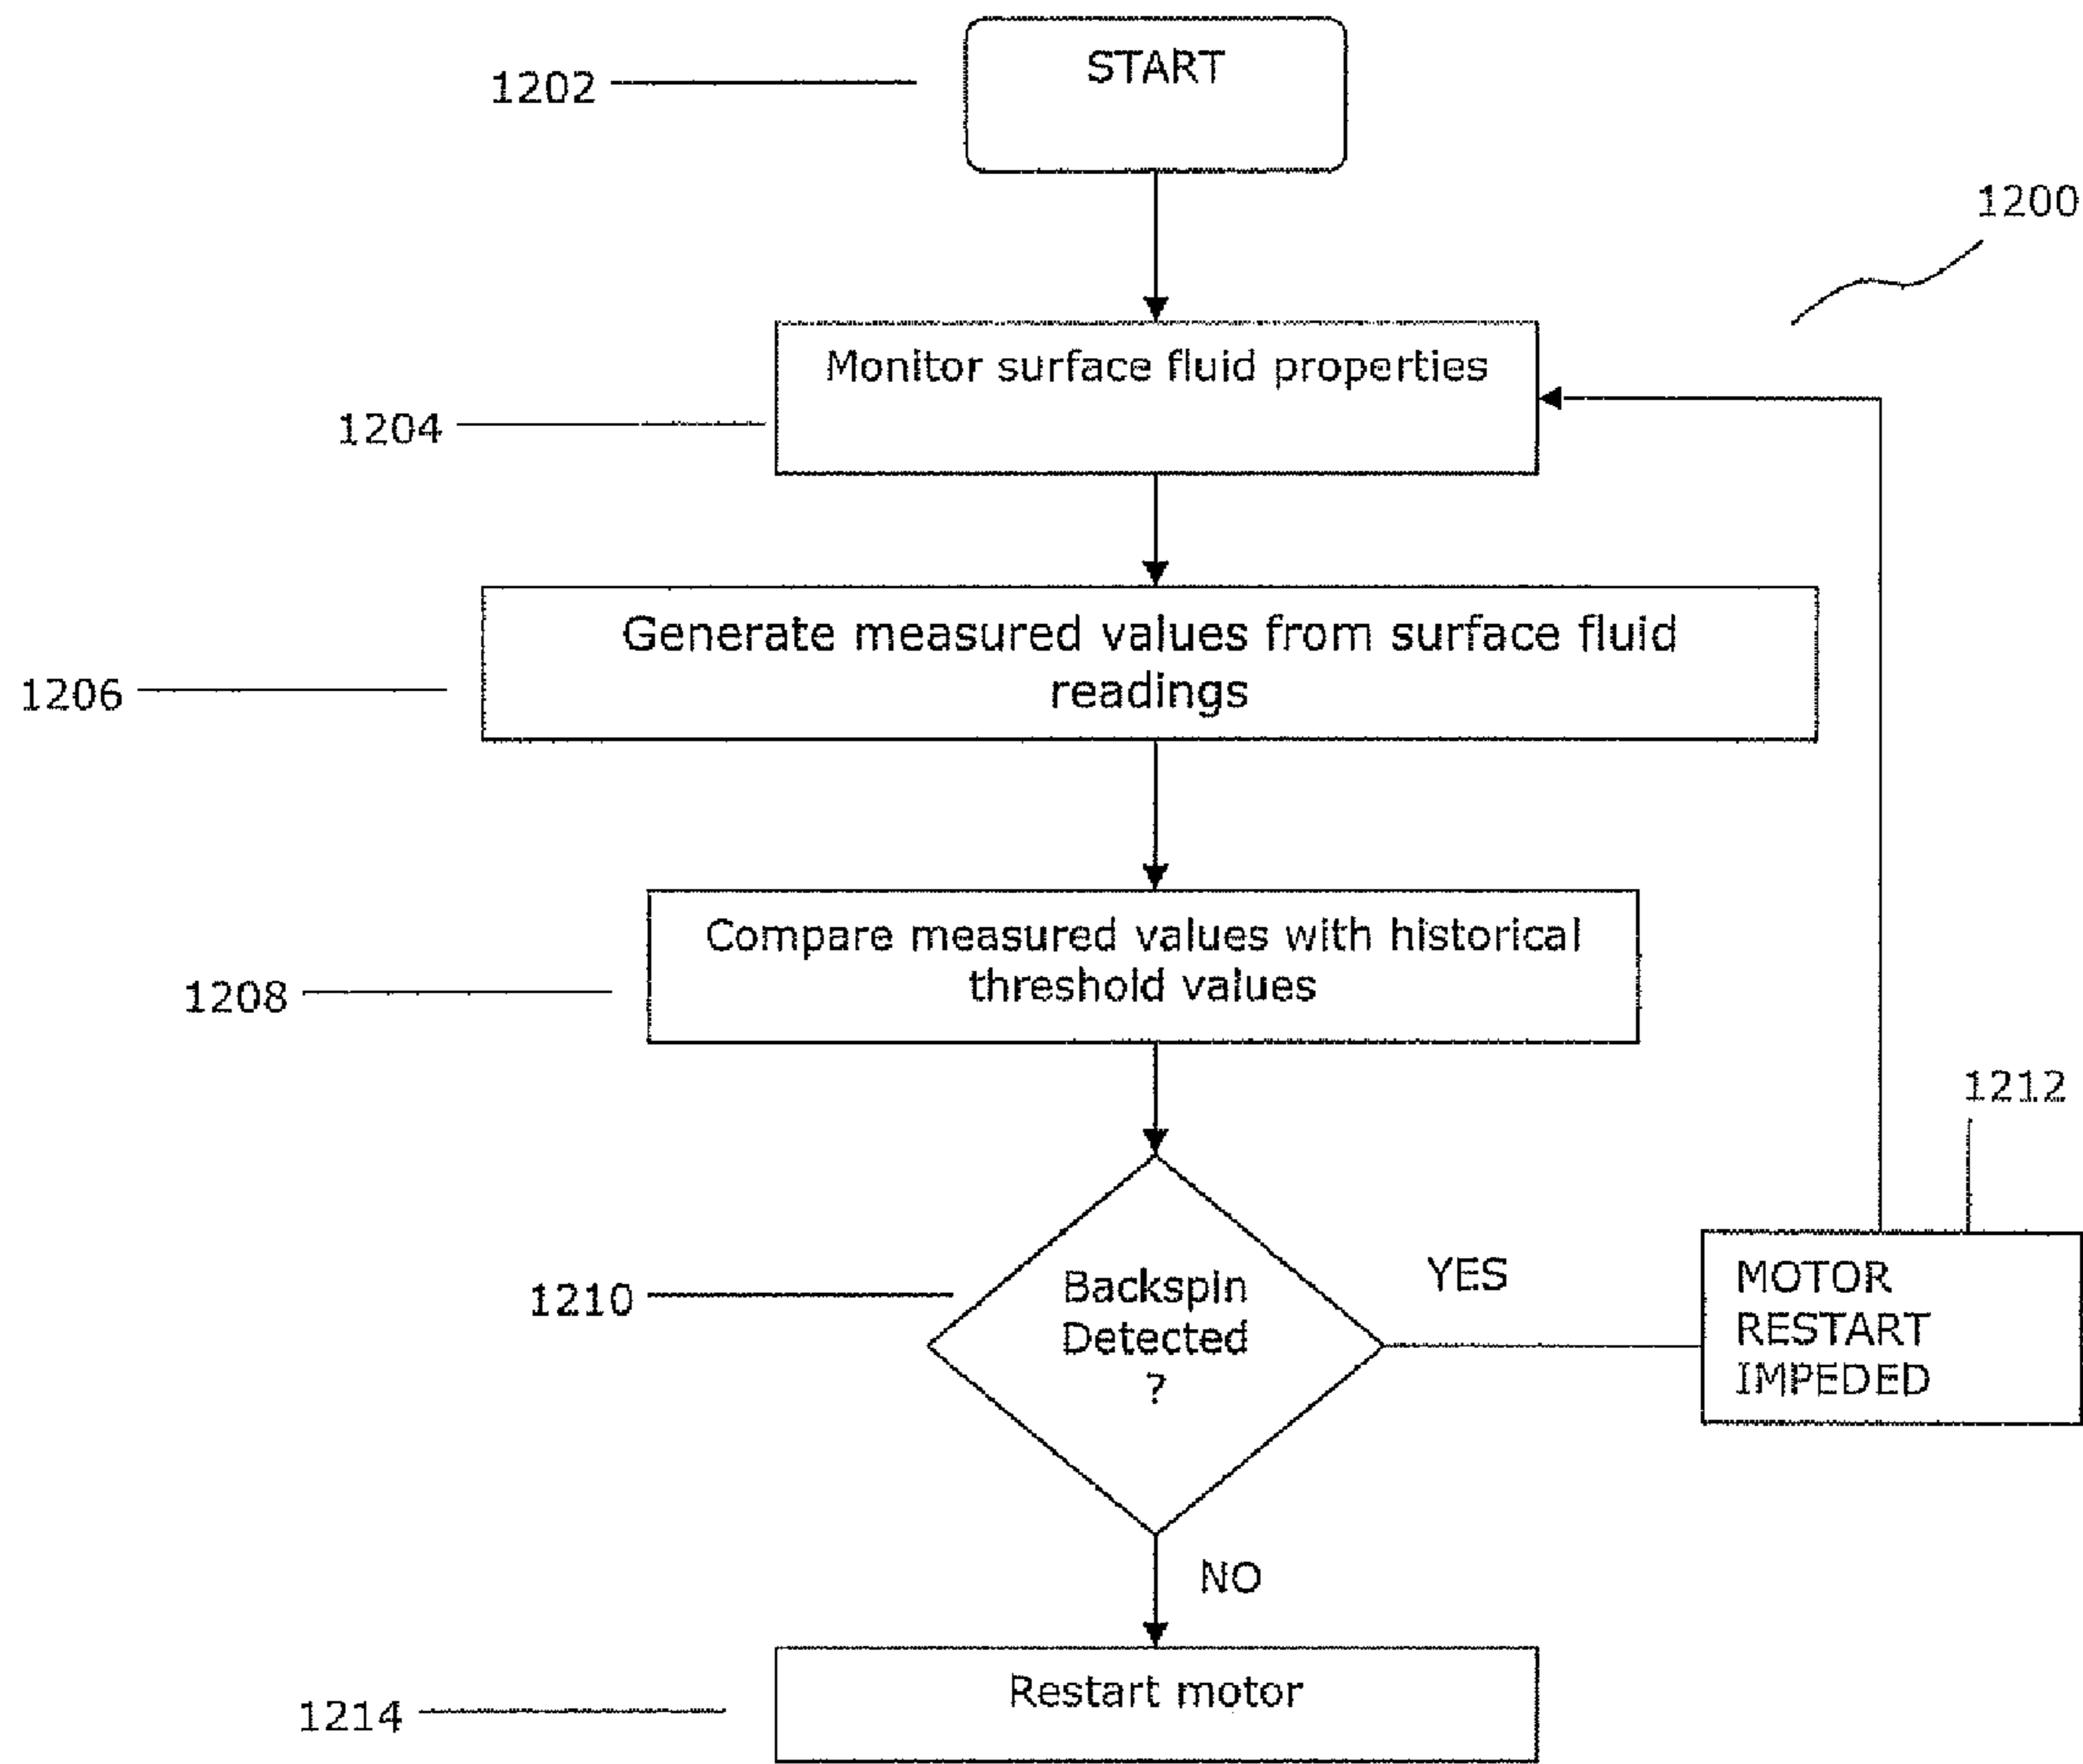 START
1202
1200
Monitor surface fluid properties
1204
Generate measured values from surface fluid
readings
1206
Compare measured values with historical
threshold values
1208
1212
Backspin
Detected
?
1210
YES
MOTOR
RESTART
IMPEDED
NO
Restart motor
1214